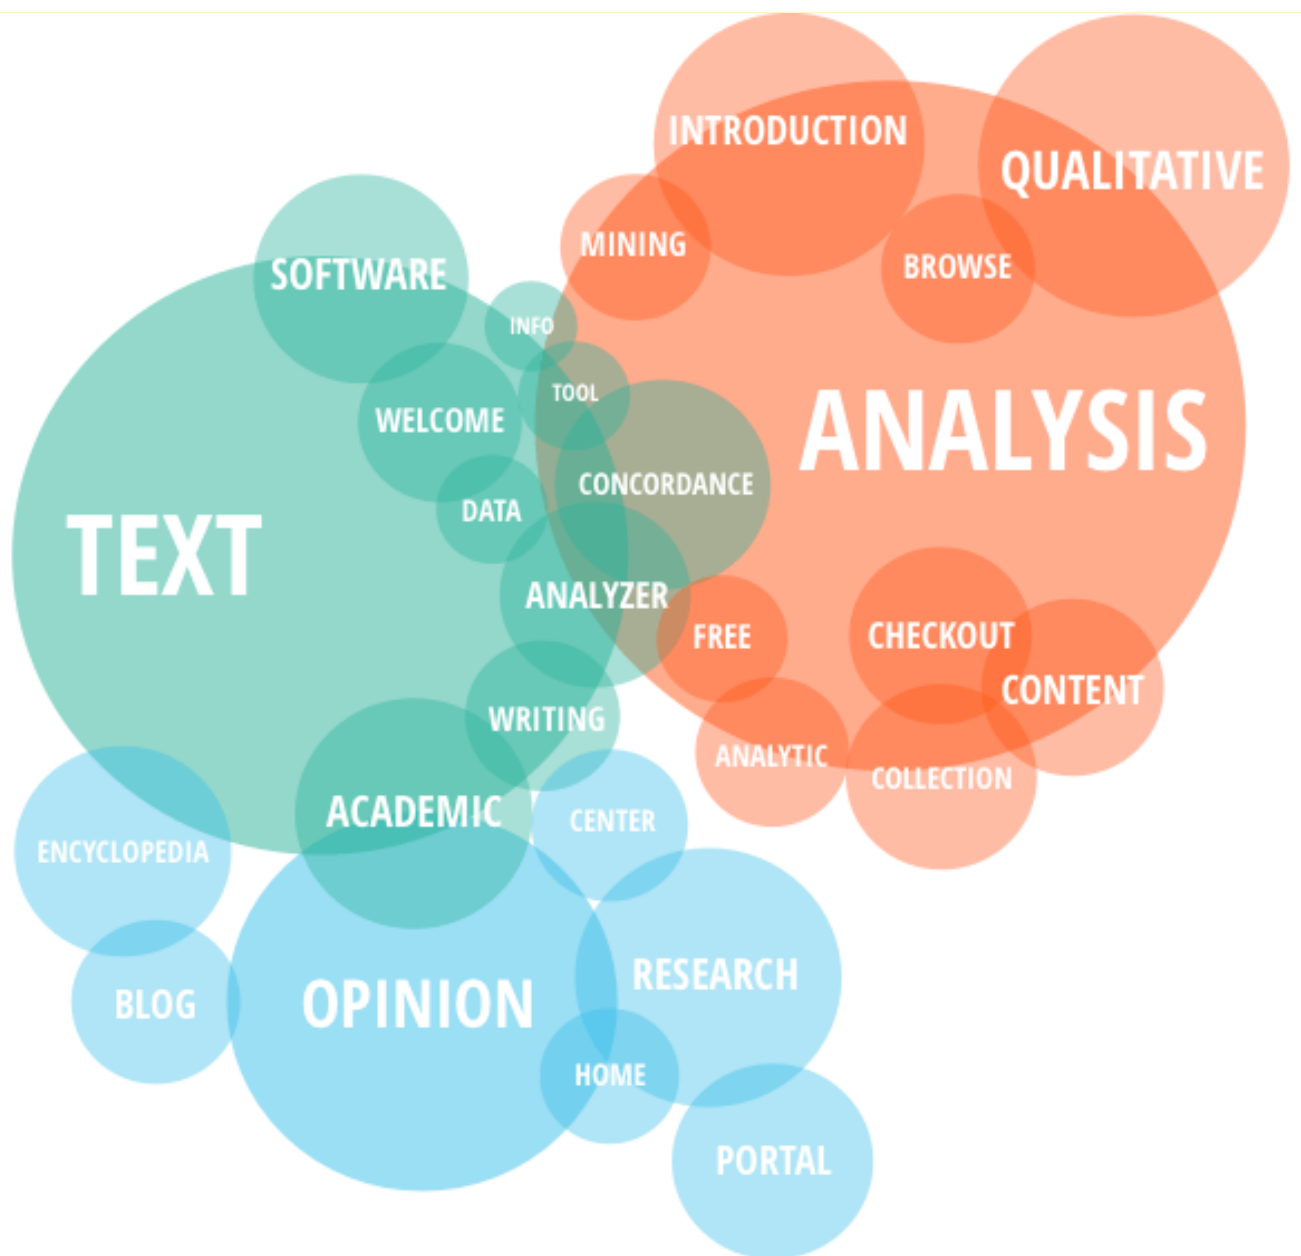 INTRODUCTION
QUALITATIVE
MINING
BROWSE
SOFTWARE
INFO
TOOL
WELCOME
ANALYSIS
CONCORDANCE
DATA
TEXT
ANALYZER
FREE
CHECKOUT
CONTENT
WRITING
ANALYTIC
COLLECTION
ACADEMIC
CENTER
ENCYCLOPEDIA
RESEARCH
BLOG
OPINION
HOME
PORTAL